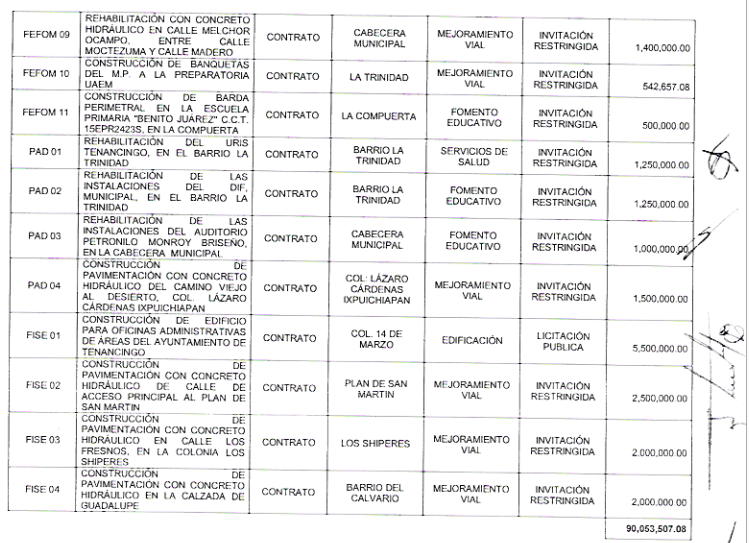 FEFOM 09
REHABILITACIÓN CON CONCRETO
HIDRÁULICO EN CALLE MELCHOR
OCAMPO, ENTRE CALLE
MOCTEZUMA Y CALLE MADERO
CONTRATO
CABECERA
MUNICIPAL
MEJORAMIENTO
VIAL
INVITACIÓN
RESTRINGIDA
1,400,000.00
FEFOM 10
CONSTRUCCIÓN DE BANQUETAS
DEL M.P. A LA PREPARATORIA
UAEM
CONTRATO
LA TRINIDAD
MEJORAMIENTO
VIAL
INVITACIÓN
RESTRINGIDA
542,657.08
FEFOM 11
CONSTRUCCIÓN DE BARDA
PERIMETRAL EN LA ESCUELA
PRIMARIA "BENITO JUÁREZ" C.C.T.
15EPR2423S, EN LA COMPUERTA
CONTRATO
LA COMPUERTA
FOMENTO
EDUCATIVO
INVITACIÓN
RESTRINGIDA
500,000.00
PAD 01
REHABILITACIÓN DEL URIS
TENANCINGO, EN EL BARRIO LA
TRINIDAD
CONTRATO
BARRIO LA
TRINIDAD
SERVICIOS DE
SALUD
INVITACIÓN
RESTRINGIDA
1,250,000.00
PAD 02
REHABILITACIÓN DE LAS
INSTALACIONES DEL DIF,
MUNICIPAL, EN EL BARRIO LA
TRINIDAD
CONTRATO
BARRIO LA
TRINIDAD
FOMENTO
EDUCATIVO
INVITACIÓN
RESTRINGIDA
1,250,000.00
PAD 03
REHABILITACIÓN DE LAS
INSTALACIONES DEL AUDITORIO
PETRONILO MONROY BRISEÑO,
EN LA CABECERA MUNICIPAL
CONTRATO
CABECERA
MUNICIPAL
FOMENTO
EDUCATIVO
INVITACIÓN
RESTRINGIDA
1,000,000.00
PAD 04
CONSTRUCCIÓN DE
PAVIMENTACIÓN CON CONCRETO
HIDRÁULICO DEL CAMINO VIEJO
AL DESIERTO, COL. LÁZARO
CÁRDENAS IXPUICHIAPAN
CONTRATO
COL. LÁZARO
CÁRDENAS
IXPUICHIAPAN
MEJORAMIENTO
VIAL
INVITACIÓN
RESTRINGIDA
1,500,000.00
FISE 01
CONSTRUCCIÓN DE EDIFICIO
PARA OFICINAS ADMINISTRATIVAS
DE ÁREAS DEL AYUNTAMIENTO DE
TENANCINGO
CONTRATO
COL. 14 DE
MARZO
EDIFICACIÓN
LICITACIÓN
PUBLICA
5,500,000.00
FISE 02
CONSTRUCCIÓN DE
PAVIMENTACIÓN CON CONCRETO
HIDRÁULICO DE CALLE DE
ACCESO PRINCIPAL AL PLAN DE
SAN MARTIN
CONTRATO
PLAN DE SAN
MARTIN
MEJORAMIENTO
VIAL
INVITACIÓN
RESTRINGIDA
2,500,000.00
FISE 03
CONSTRUCCIÓN DE
PAVIMENTACIÓN CON CONCRETO
HIDRÁULICO EN CALLE LOS
FRESNOS, EN LA COLONIA LOS
SHIPERES
CONTRATO
LOS SHIPERES
MEJORAMIENTO
VIAL
INVITACIÓN
RESTRINGIDA
2,000,000.00
FISE 04
CONSTRUCCIÓN DE
PAVIMENTACIÓN CON CONCRETO
HIDRÁULICO EN LA CALZADA DE
GUADALUPE
CONTRATO
BARRIO DEL
CALVARIO
MEJORAMIENTO
VIAL
INVITACIÓN
RESTRINGIDA
2,000,000.00
90,053,507.08